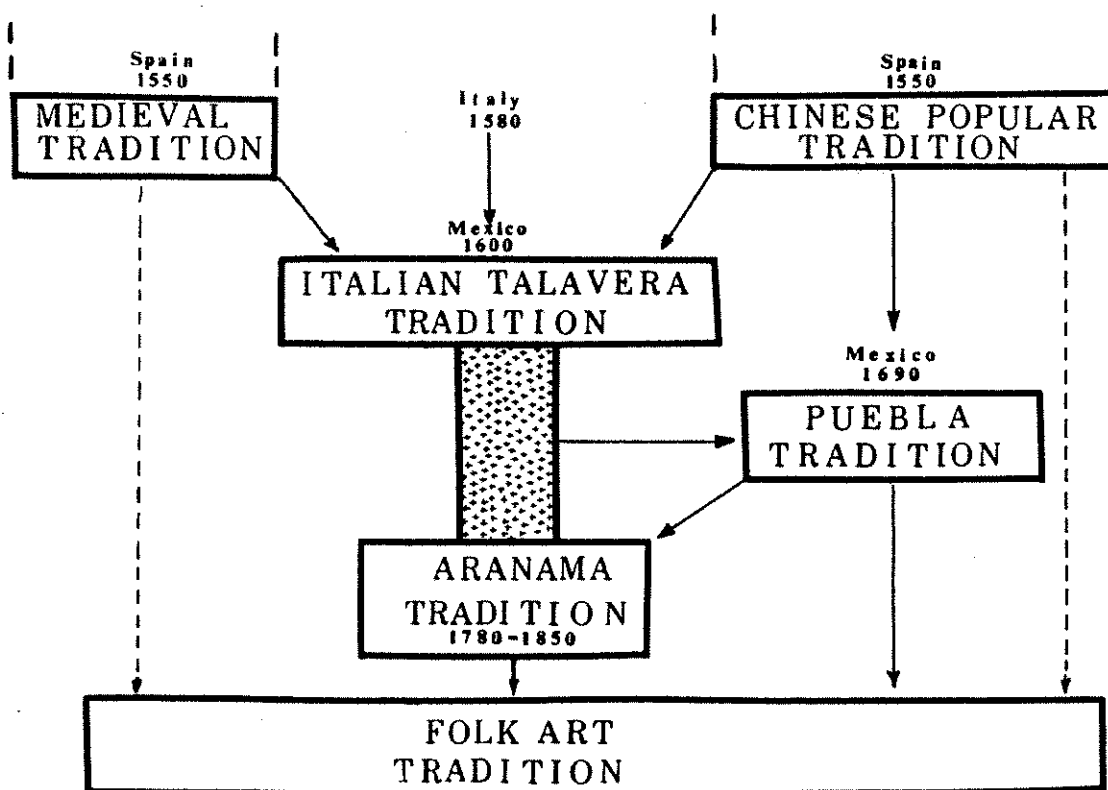 Spain
1550
MEDIEVAL
TRADITION
Italy
1580
Spain
1550
CHINESE POPULAR
TRADITION
Mexico
1600
ITALIAN TALAVERA
TRADITION
Mexico
1690
PUEBLA
TRADITION
ARANAMA
TRADITION
1780-1850
FOLK ART
TRADITION